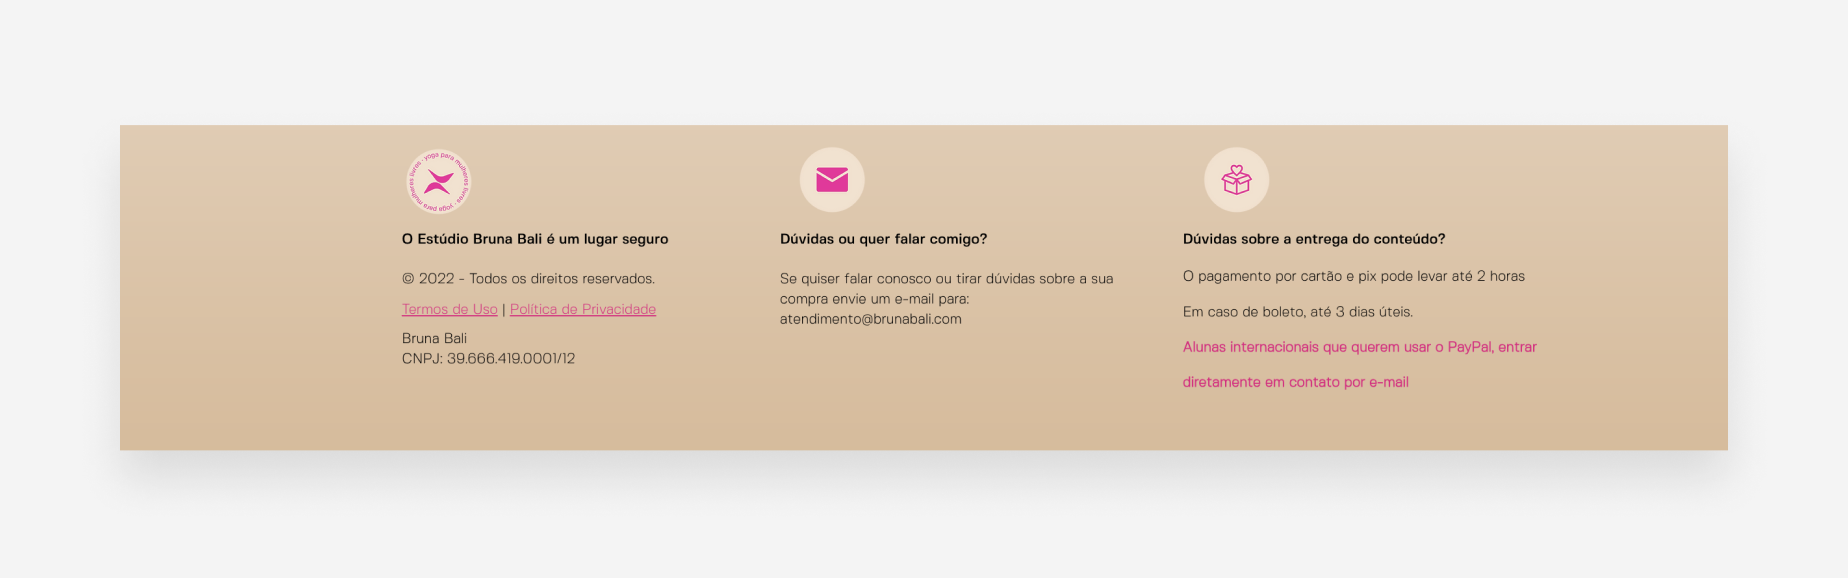 yoga para mulheres livres · yoga para mulheres livres ·
O Estúdio Bruna Bali é um lugar seguro
© 2022 - Todos os direitos reservados.
Termos de Uso | Política de Privacidade
Bruna Bali
CNPJ: 39.666.419.0001/12
Dúvidas ou quer falar comigo?
Se quiser falar conosco ou tirar dúvidas sobre a sua
compra envie um e-mail para:
atendimento@brunabali.com
Dúvidas sobre a entrega do conteúdo?
O pagamento por cartão e pix pode levar até 2 horas
Em caso de boleto, até 3 dias úteis.
Alunas internacionais que querem usar o PayPal, entrar
diretamente em contato por e-mail